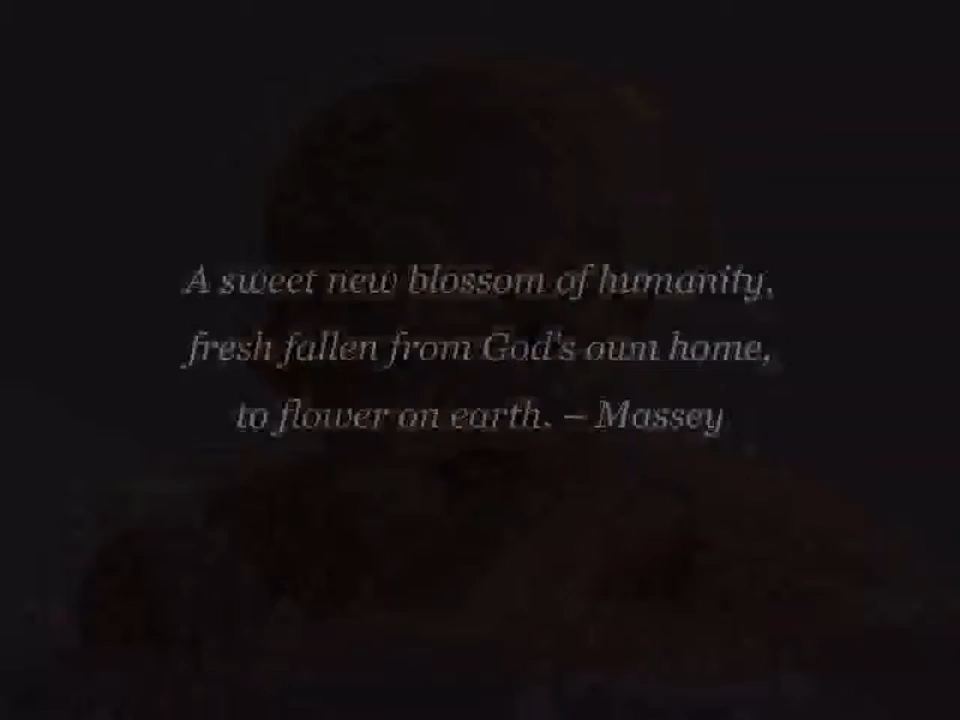 A sweet new blossom of humanity,
fresh fallen from God's own home,
to flower on earth. – Massey